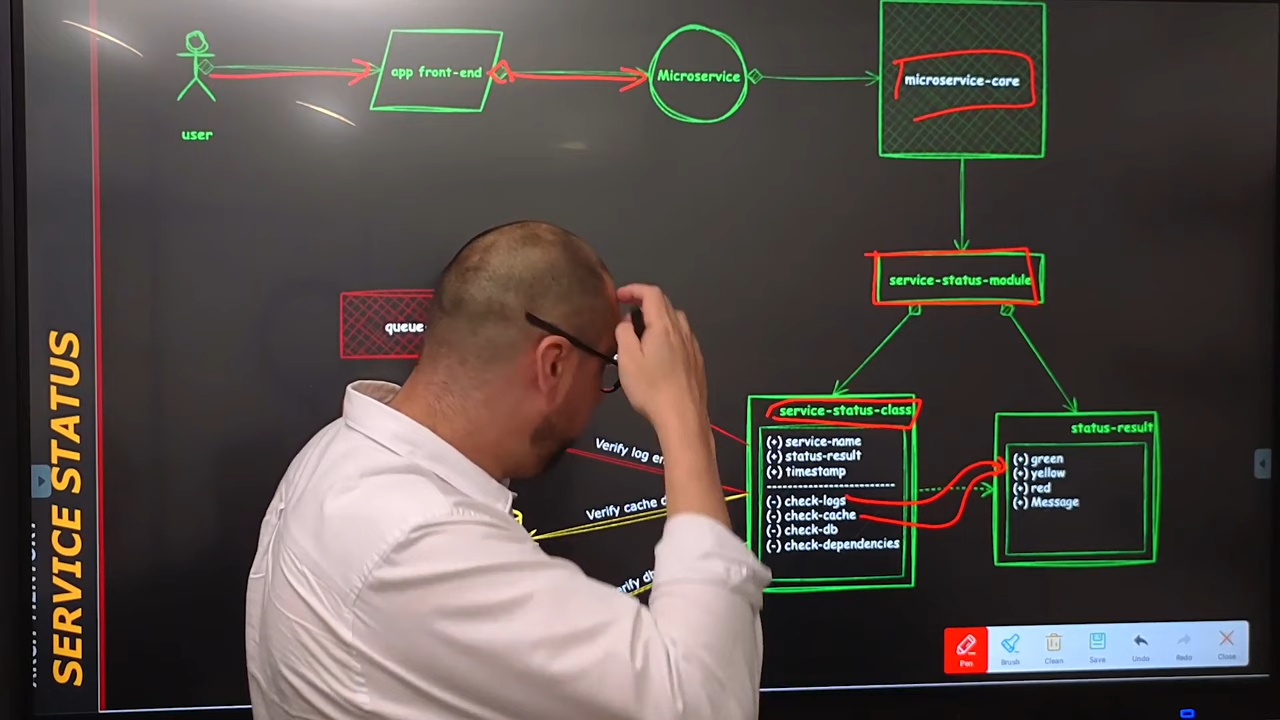 SERVICE STATUS
user
app front-end
Microservice
microservice-core
service-status-module
queue-
service-status-class
(+) service-name
(+) status-result
(+) timestamp
(-) check-logs
(-) check-cache
(-) check-db
(-) check-dependencies
status-result
(+) green
(+) yellow
(+) red
(+) Message
Verify log
Verify cache
Pen
Brush
Clean
Save
Undo
Redo
Close